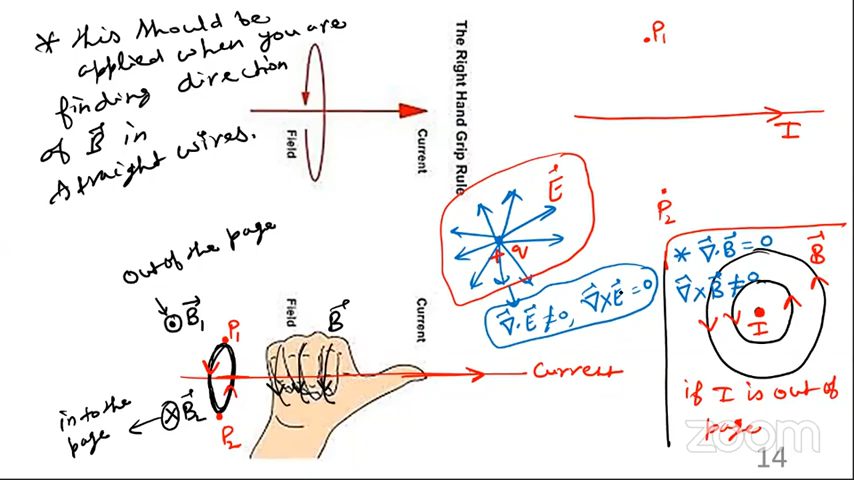 * this should be
applied when you are
finding direction
of B⃗ in
straight wires.
Field
Current
The Right Hand Grip Rule
.P₁
I
P₂
E⃗
+ q
∇⃗·E⃗ ≠ 0, ∇⃗×E⃗ = 0
* ∇⃗·B⃗ = 0
∇⃗×B⃗ ≠ 0
B⃗
I
if I is out of
page
out of the page
⊙ B⃗₁
P₁
Field
B⃗
Current
Current
into the
page
⊗ B⃗₂
P₂
zoom
14